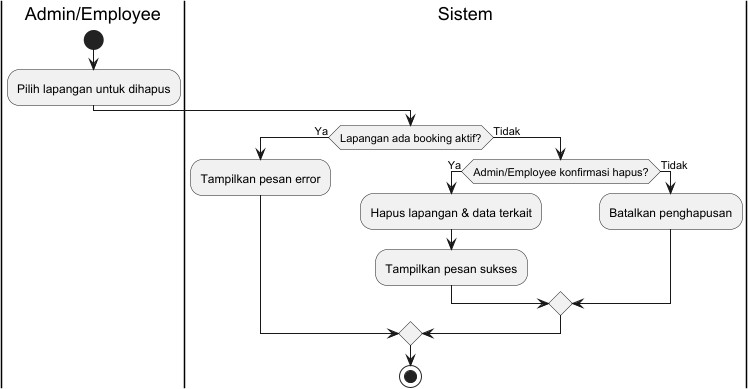 Admin/Employee
Sistem
Pilih lapangan untuk dihapus
Ya
Lapangan ada booking aktif?
Tidak
Tampilkan pesan error
Ya
Admin/Employee konfirmasi hapus?
Tidak
Hapus lapangan & data terkait
Batalkan penghapusan
Tampilkan pesan sukses